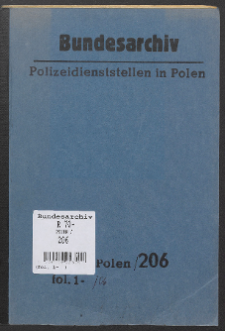 Bundesarchiv
Polizeidienststellen in Polen
Bundesarchiv
R 70-
206
Polen /206
fol. 1-